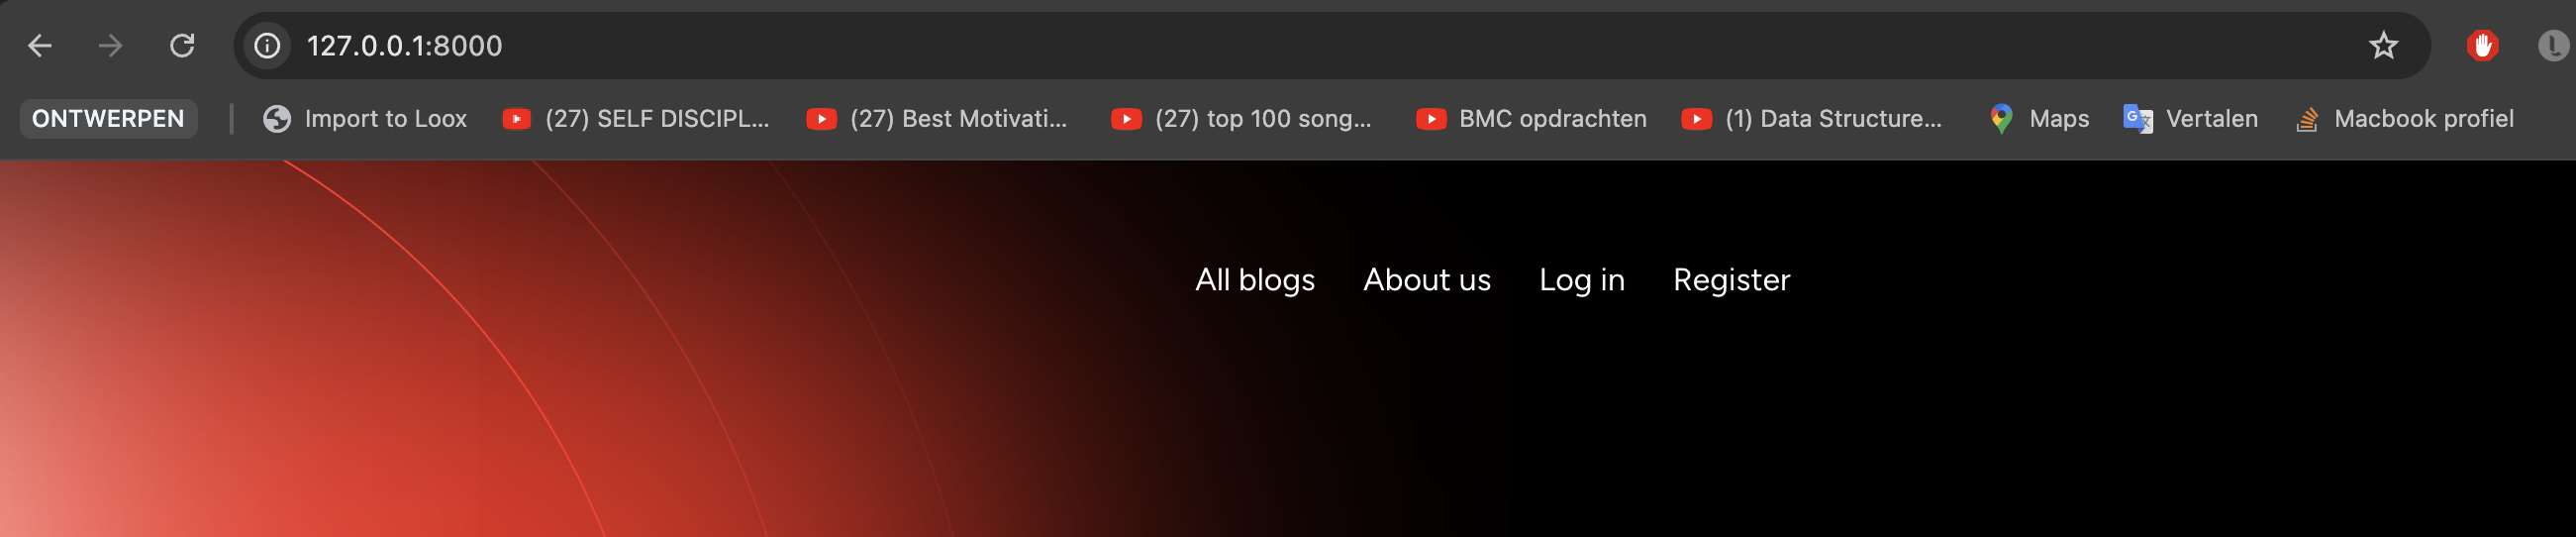 127.0.0.1:8000
ONTWERPEN Import to Loox (27) SELF DISCIPL... (27) Best Motivati... (27) top 100 song... BMC opdrachten (1) Data Structure... Maps Vertalen Macbook profiel
All blogs About us Log in Register